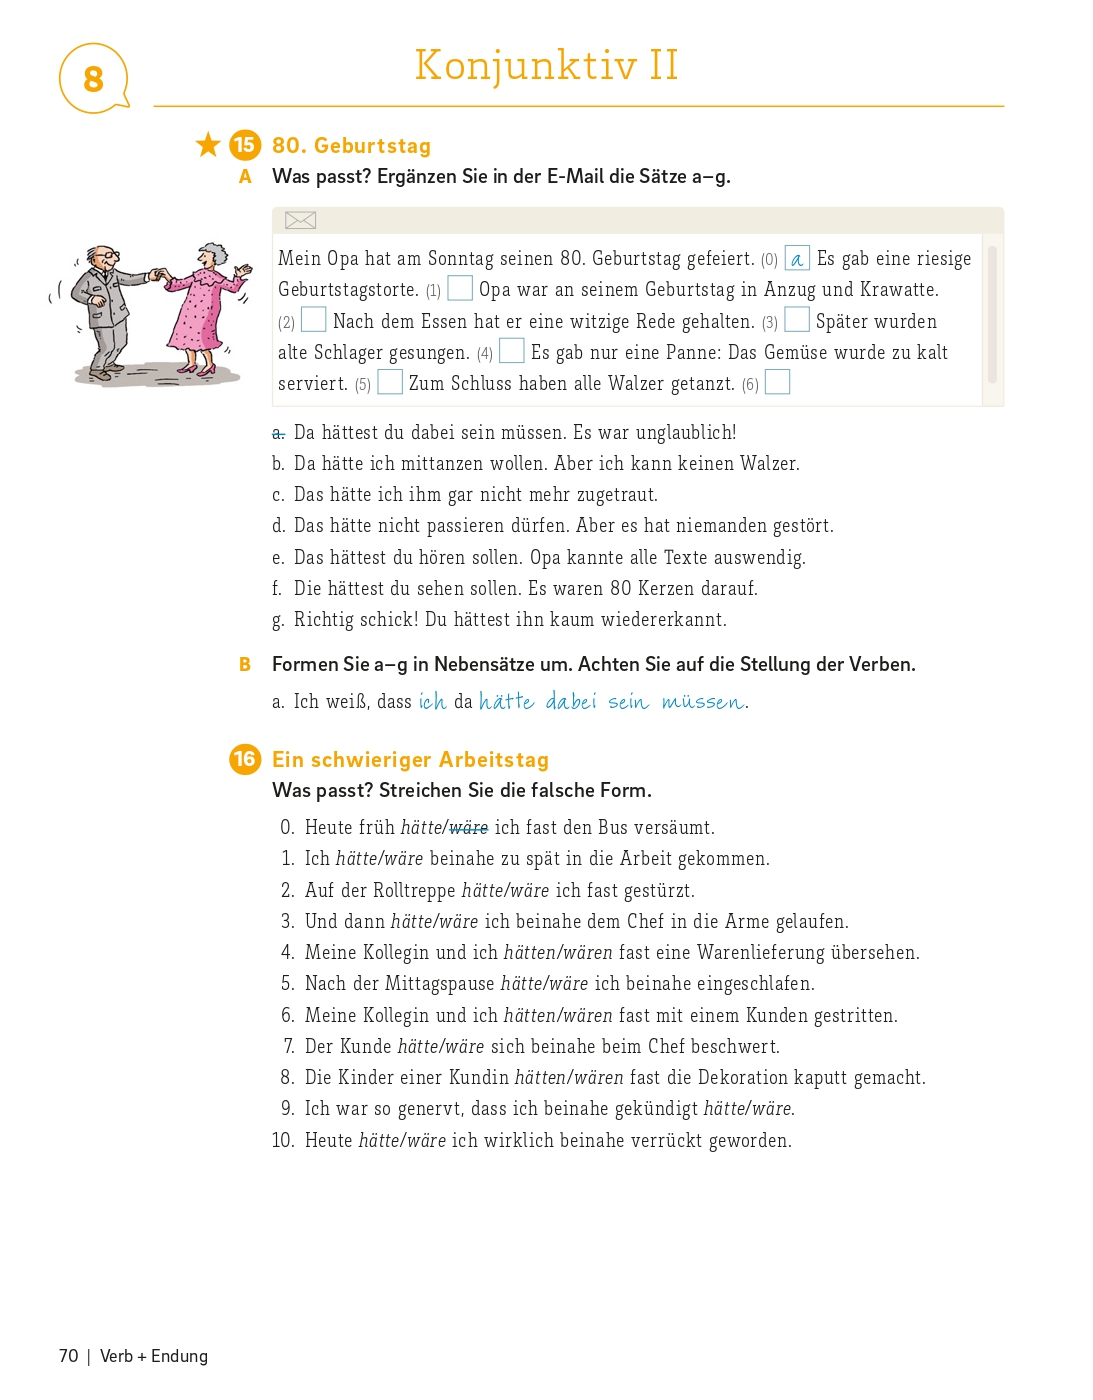 8
Konjunktiv II
15 80. Geburtstag
A Was passt? Ergänzen Sie in der E-Mail die Sätze a–g.
Mein Opa hat am Sonntag seinen 80. Geburtstag gefeiert. (0) a Es gab eine riesige
Geburtstagstorte. (1) Opa war an seinem Geburtstag in Anzug und Krawatte.
(2) Nach dem Essen hat er eine witzige Rede gehalten. (3) Später wurden
alte Schlager gesungen. (4) Es gab nur eine Panne: Das Gemüse wurde zu kalt
serviert. (5) Zum Schluss haben alle Walzer getanzt. (6)
a. Da hättest du dabei sein müssen. Es war unglaublich!
b. Da hätte ich mittanzen wollen. Aber ich kann keinen Walzer.
c. Das hätte ich ihm gar nicht mehr zugetraut.
d. Das hätte nicht passieren dürfen. Aber es hat niemanden gestört.
e. Das hättest du hören sollen. Opa kannte alle Texte auswendig.
f. Die hättest du sehen sollen. Es waren 80 Kerzen darauf.
g. Richtig schick! Du hättest ihn kaum wiedererkannt.
B Formen Sie a–g in Nebensätze um. Achten Sie auf die Stellung der Verben.
a. Ich weiß, dass ich da hätte dabei sein müssen.
16 Ein schwieriger Arbeitstag
Was passt? Streichen Sie die falsche Form.
0. Heute früh hätte/wäre ich fast den Bus versäumt.
1. Ich hätte/wäre beinahe zu spät in die Arbeit gekommen.
2. Auf der Rolltreppe hätte/wäre ich fast gestürzt.
3. Und dann hätte/wäre ich beinahe dem Chef in die Arme gelaufen.
4. Meine Kollegin und ich hätten/wären fast eine Warenlieferung übersehen.
5. Nach der Mittagspause hätte/wäre ich beinahe eingeschlafen.
6. Meine Kollegin und ich hätten/wären fast mit einem Kunden gestritten.
7. Der Kunde hätte/wäre sich beinahe beim Chef beschwert.
8. Die Kinder einer Kundin hätten/wären fast die Dekoration kaputt gemacht.
9. Ich war so genervt, dass ich beinahe gekündigt hätte/wäre.
10. Heute hätte/wäre ich wirklich beinahe verrückt geworden.
70 | Verb + Endung